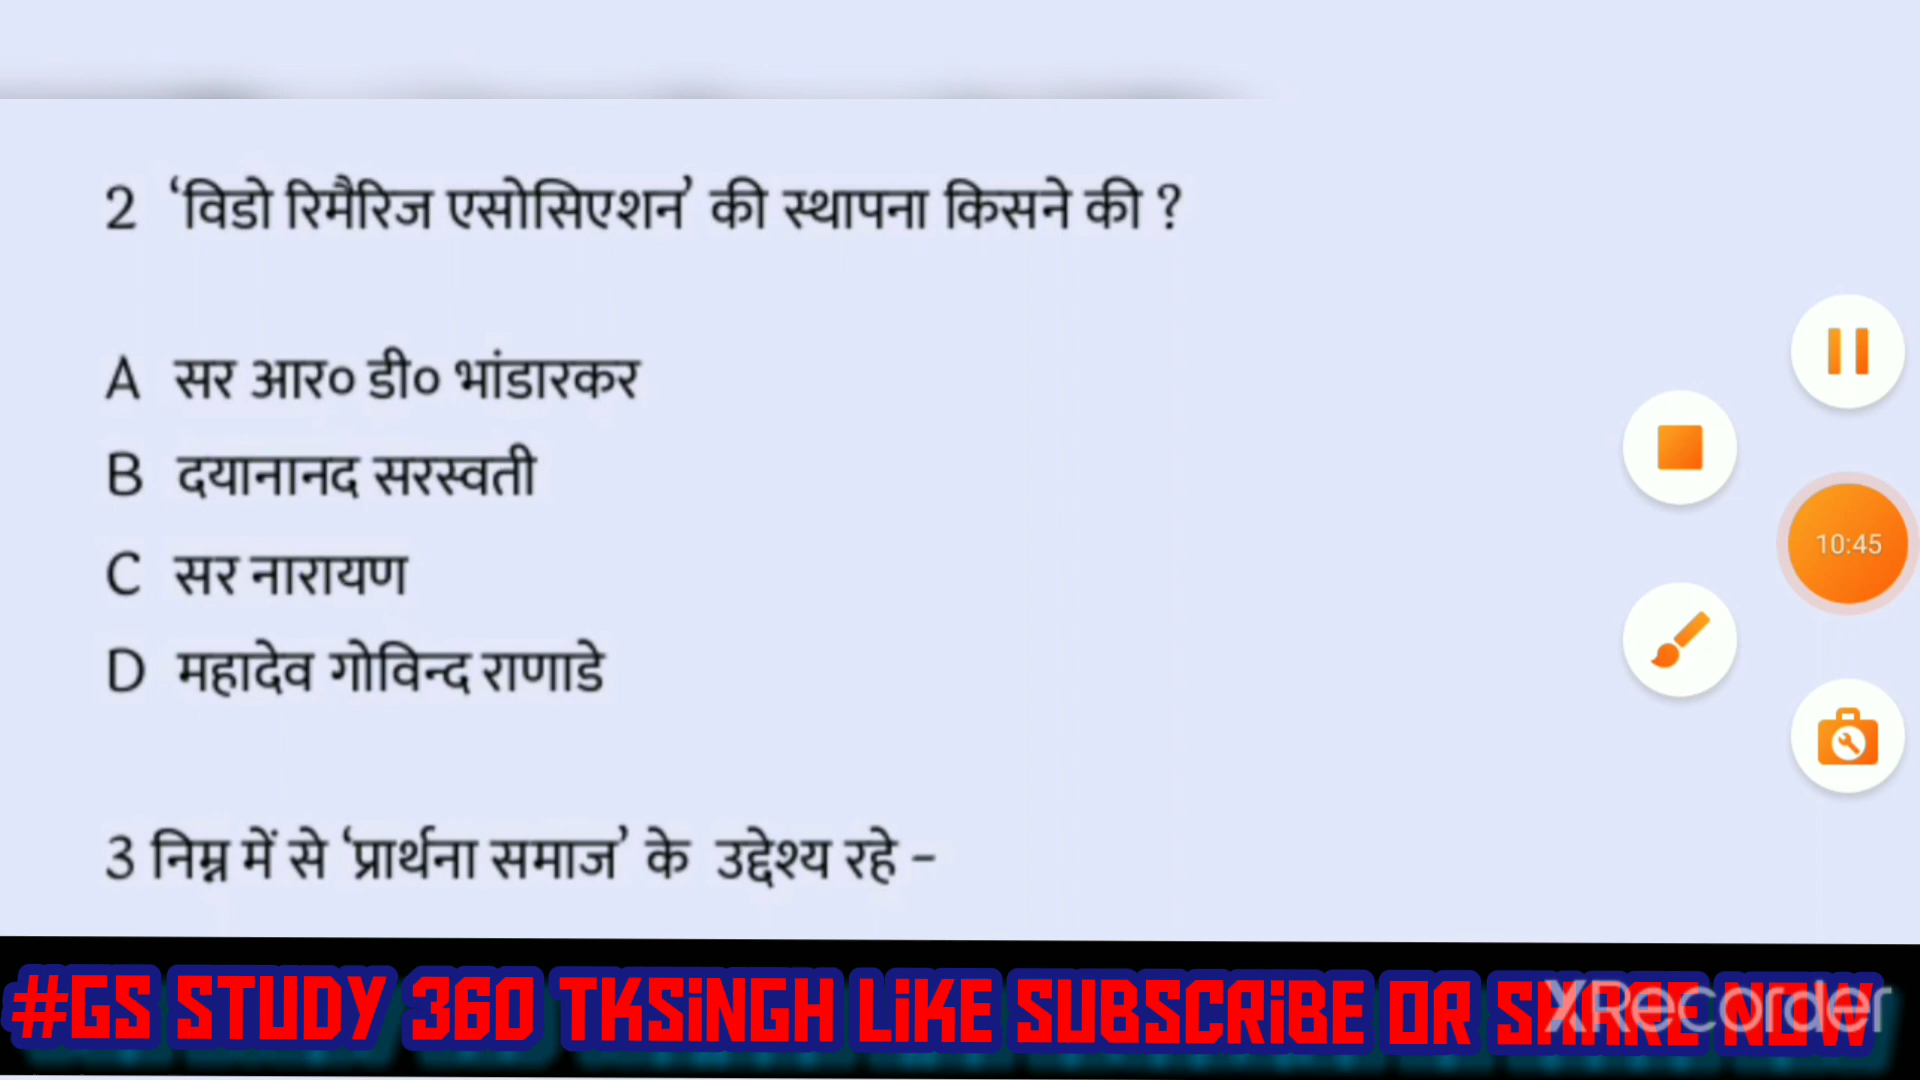 2 ‘विडो रिमैरिज एसोसिएशन’ की स्थापना किसने की ?
A सर आर० डी० भांडारकर
B दयानानद सरस्वती
C सर नारायण
10:45
D महादेव गोविन्द राणाडे
3 निम्न में से ‘प्रार्थना समाज’ के उद्देश्य रहे –
#GS STUDY 360 TKSiNGH LiKE SUBSCRiBE OR SHARE NOW
XRecorder